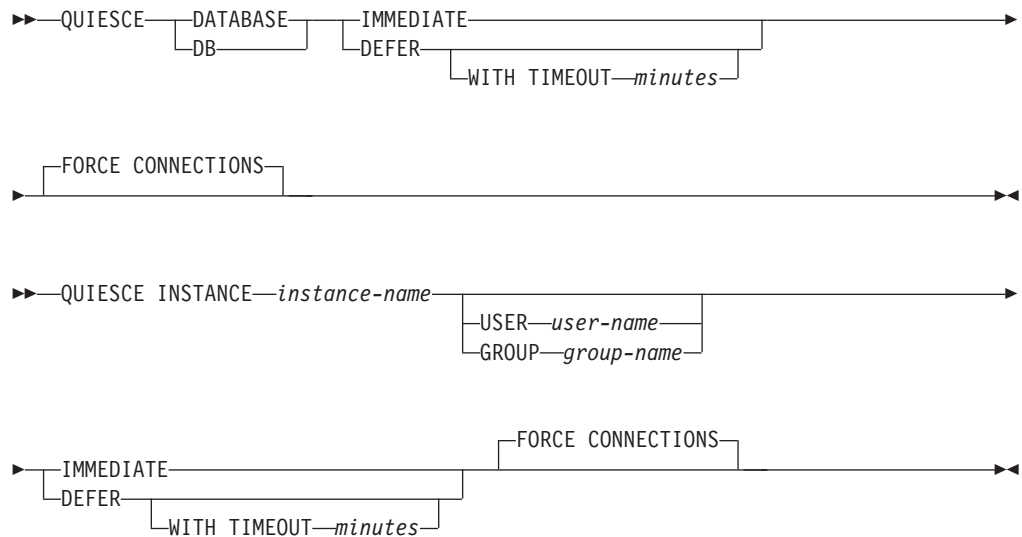 QUIESCE DATABASE IMMEDIATE
DB DEFER
WITH TIMEOUT minutes
FORCE CONNECTIONS
QUIESCE INSTANCE instance-name
USER user-name
GROUP group-name
FORCE CONNECTIONS
IMMEDIATE
DEFER
WITH TIMEOUT minutes